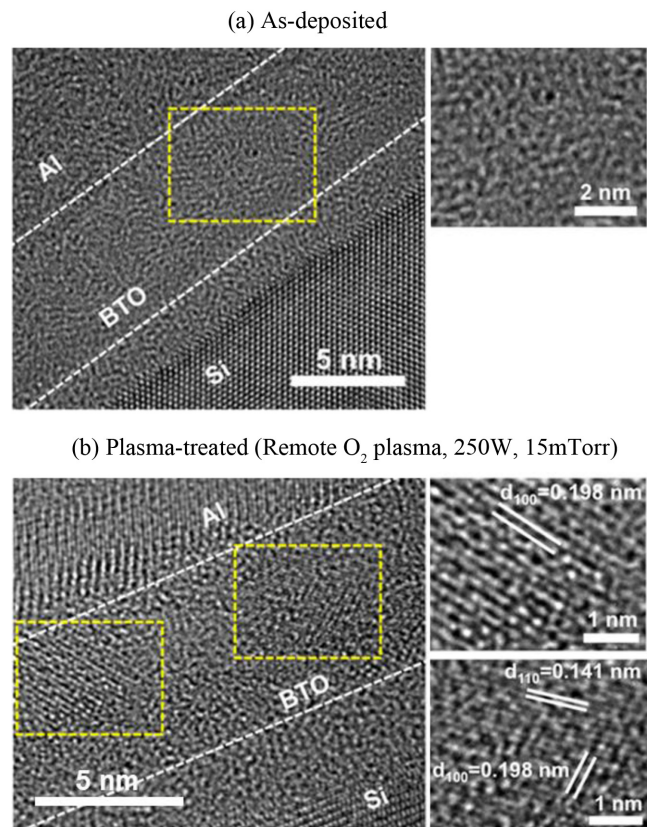 (a) As-deposited
Al
BTO
Si
5 nm
2 nm
(b) Plasma-treated (Remote O₂ plasma, 250W, 15mTorr)
Al
BTO
Si
5 nm
d₁₀₀=0.198 nm
1 nm
d₁₁₀=0.141 nm
d₁₀₀=0.198 nm
1 nm